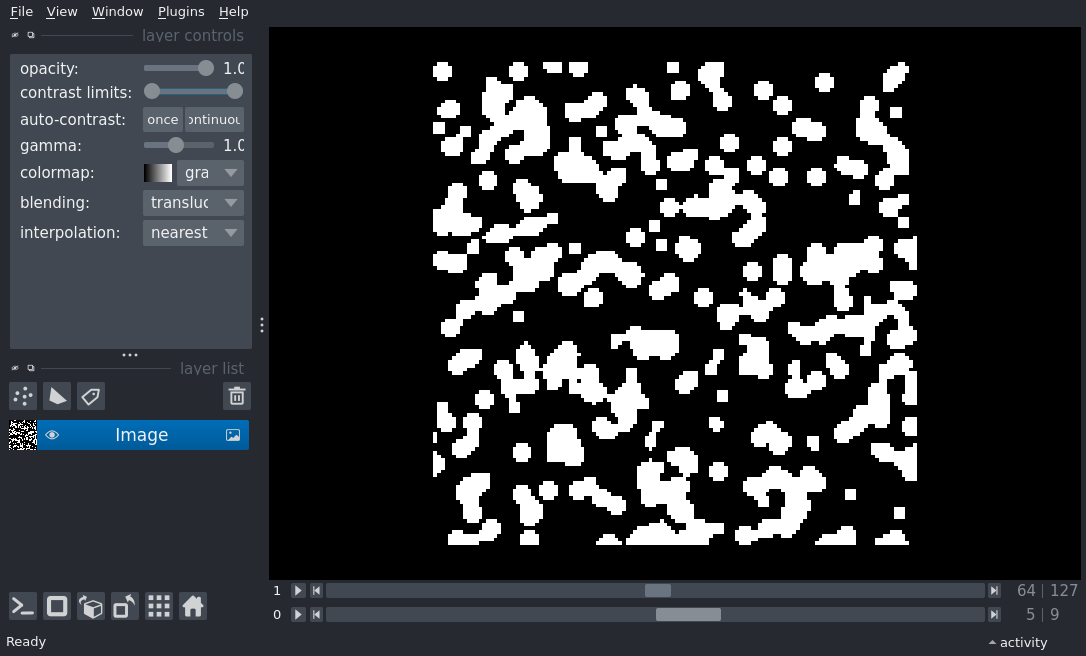 File View Window Plugins Help
layer controls
opacity: 1.0
contrast limits:
auto-contrast: once ontinuou
gamma: 1.0
colormap: gra
blending: transluc
interpolation: nearest
layer list
Image
1 64 | 127
0 5 | 9
Ready activity